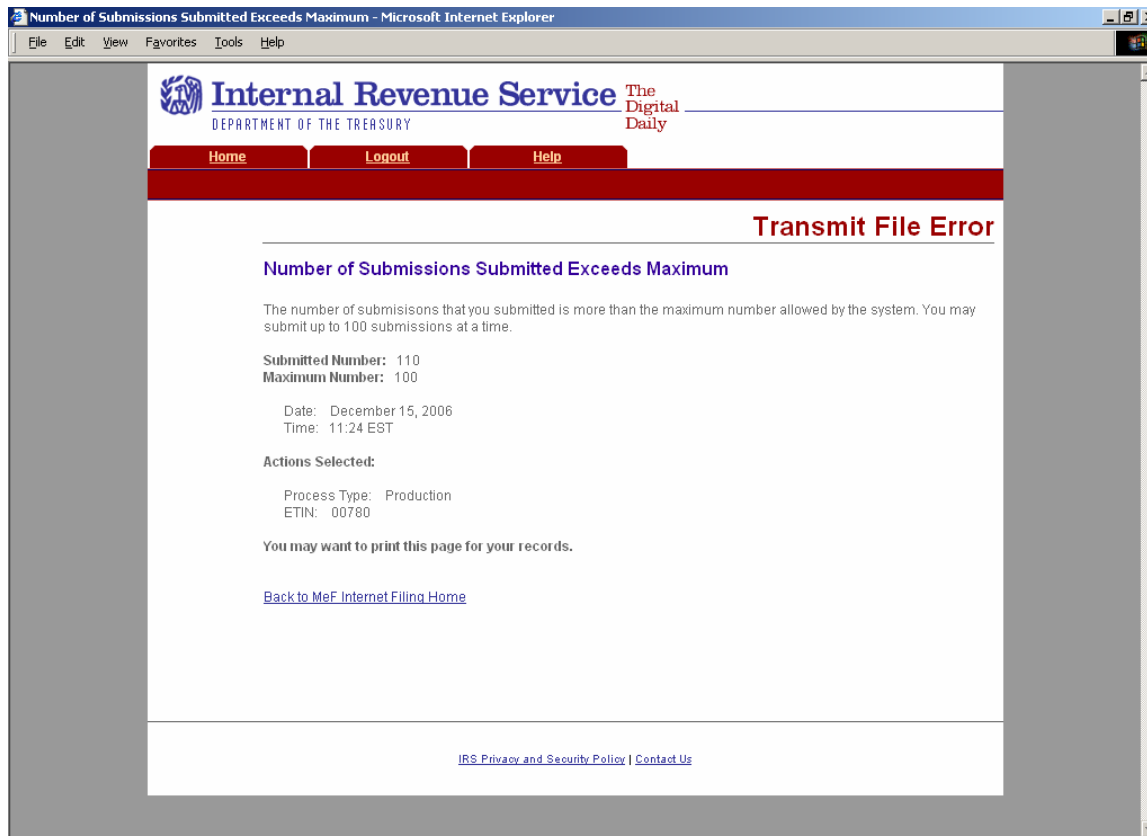 Number of Submissions Submitted Exceeds Maximum - Microsoft Internet Explorer
File Edit View Favorites Tools Help
Internal Revenue Service
DEPARTMENT OF THE TREASURY
The
Digital
Daily
Home Logout Help
Transmit File Error
Number of Submissions Submitted Exceeds Maximum
The number of submisisons that you submitted is more than the maximum number allowed by the system. You may
submit up to 100 submissions at a time.
Submitted Number: 110
Maximum Number: 100
Date: December 15, 2006
Time: 11:24 EST
Actions Selected:
Process Type: Production
ETIN: 00780
You may want to print this page for your records.
Back to MeF Internet Filing Home
IRS Privacy and Security Policy | Contact Us